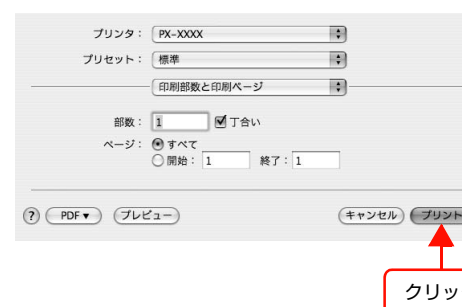 プリンタ： PX-XXXX
プリセット： 標準
印刷部数と印刷ページ
部数： 1 丁合い
ページ： すべて
開始： 1 終了： 1
? PDF▼ プレビュー キャンセル プリント
クリッ